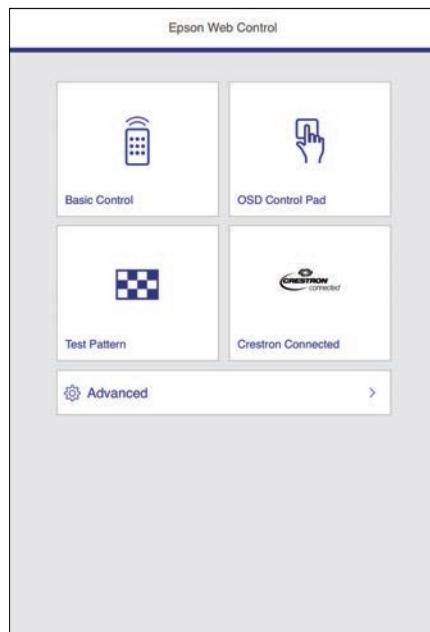 Epson Web Control
Basic Control
OSD Control Pad
CRESTRON
connected
Test Pattern
Crestron Connected
Advanced